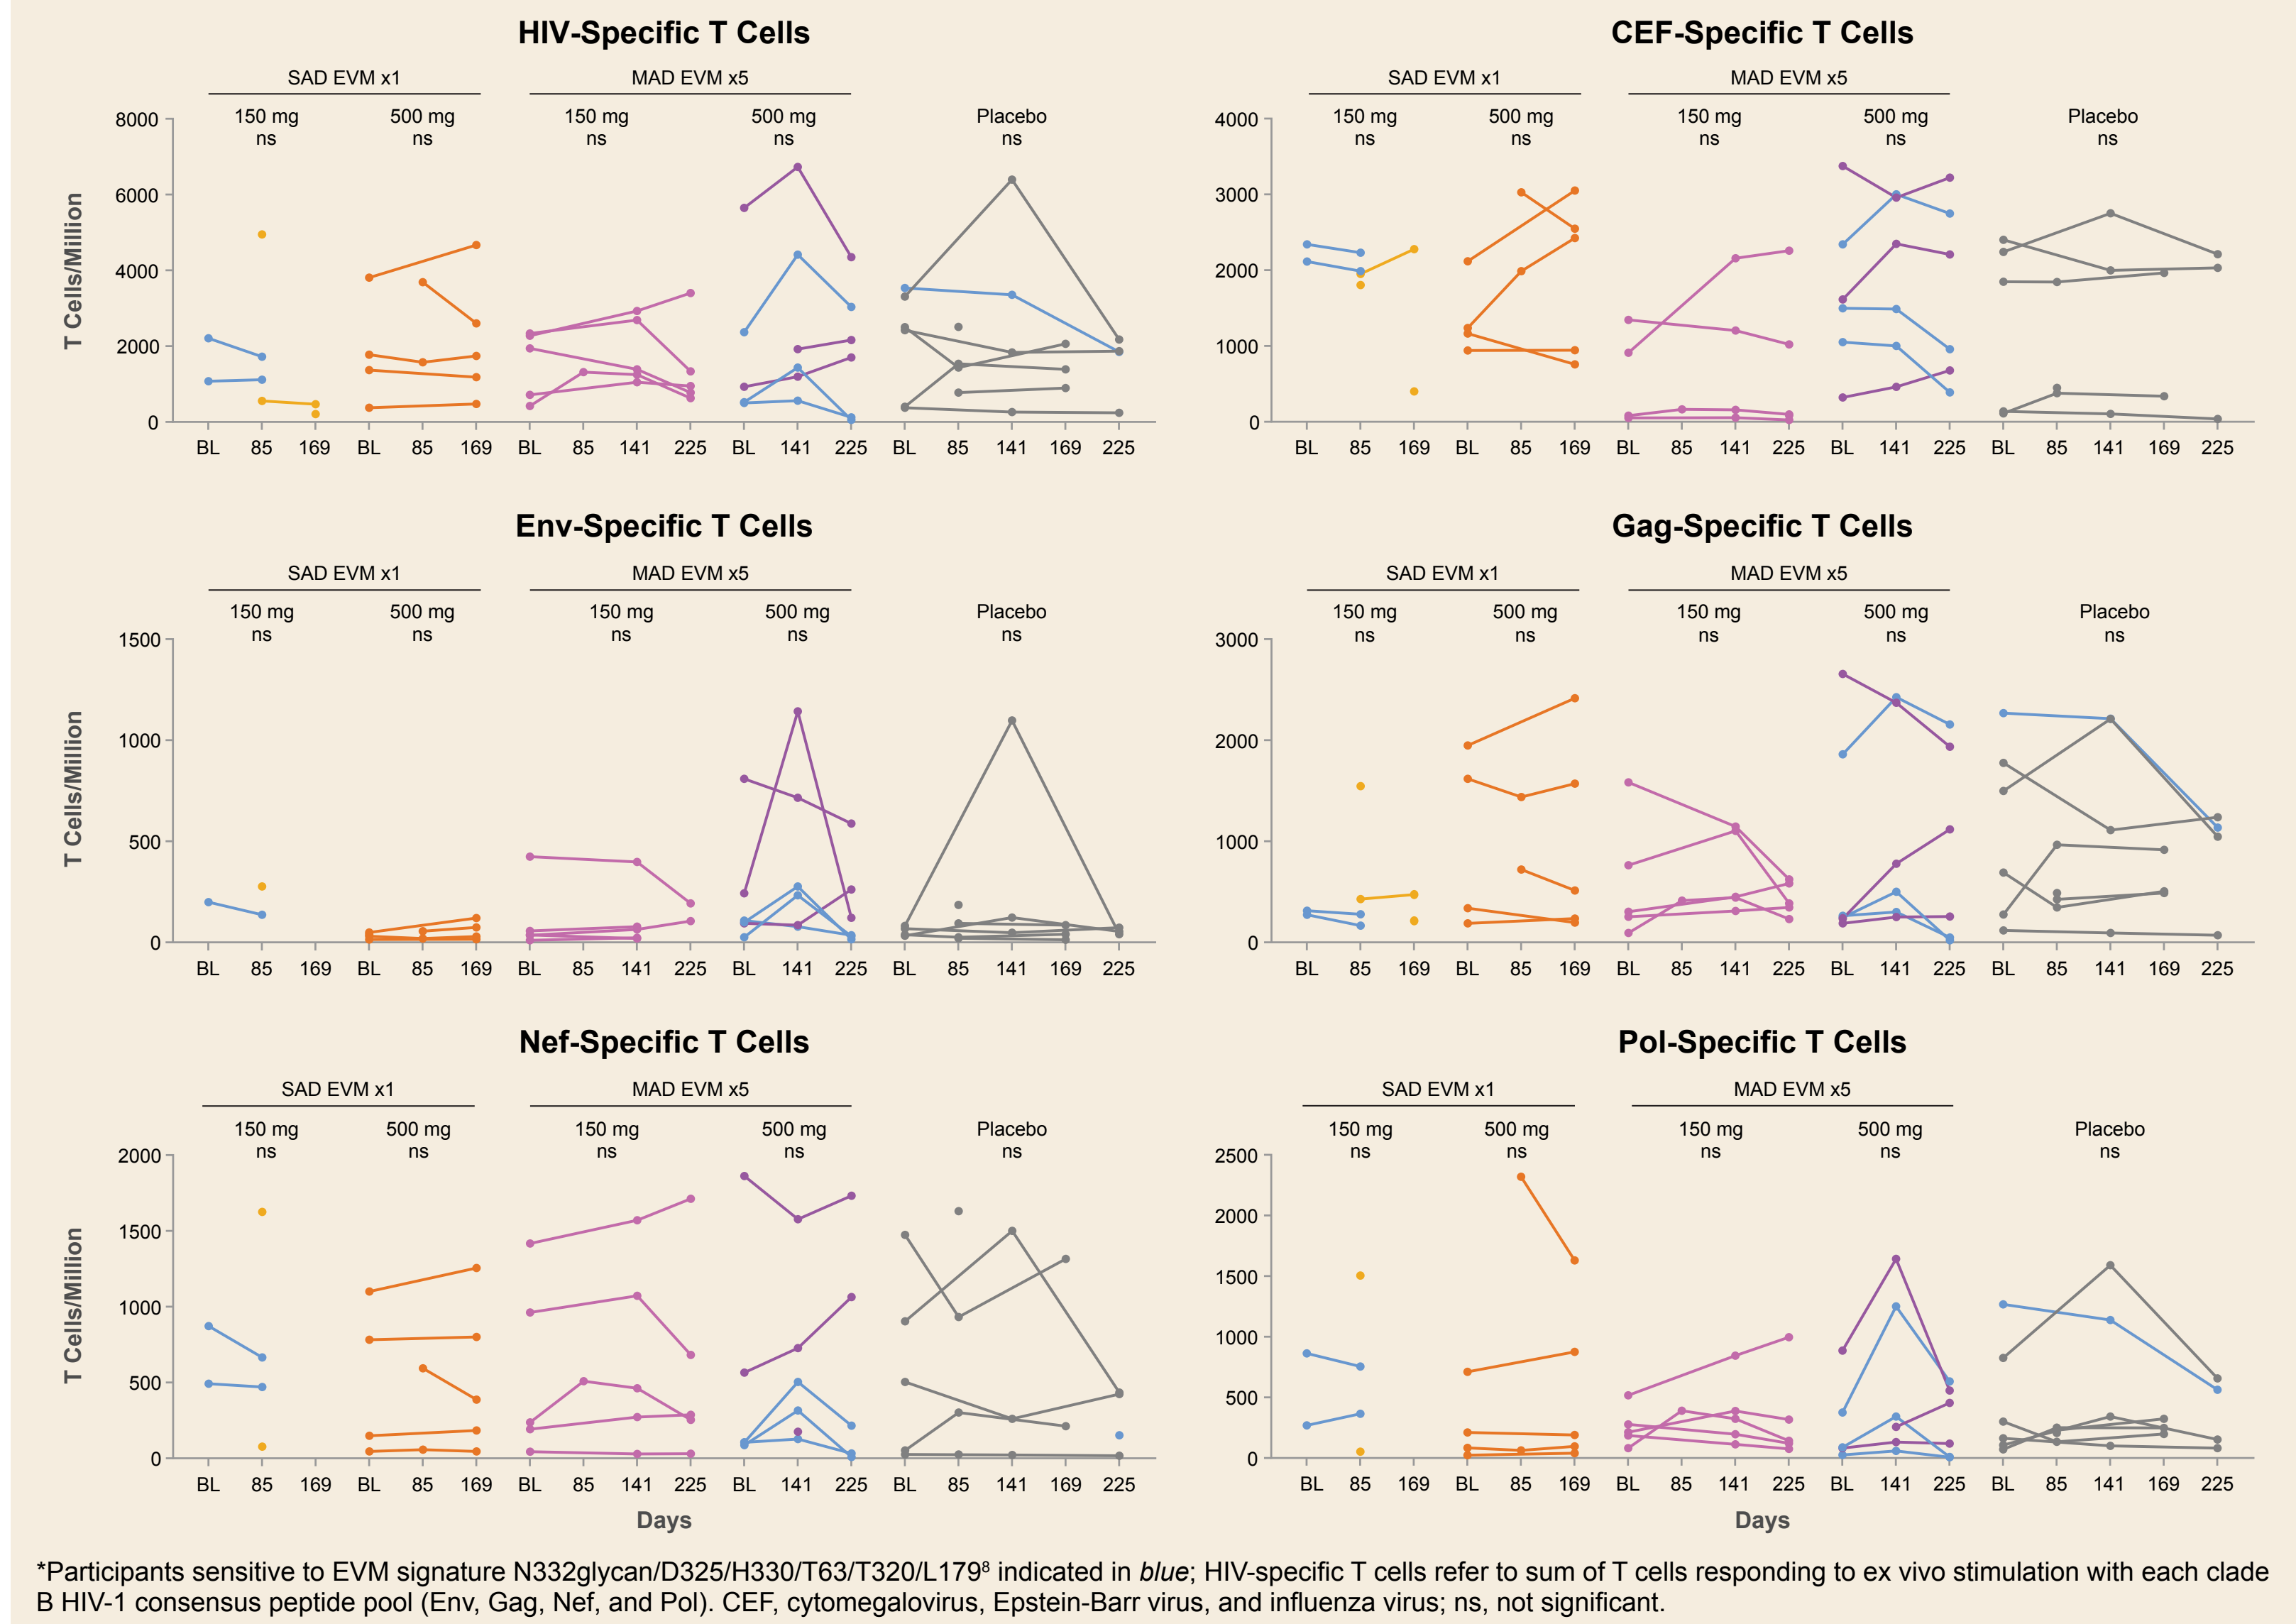 HIV-Specific T Cells
SAD EVM x1
MAD EVM x5
150 mg
ns
500 mg
ns
150 mg
ns
500 mg
ns
Placebo
ns
T Cells/Million
8000
6000
4000
2000
0
BL 85 169 BL 85 169 BL 85 141 225 BL 141 225 BL 85 141 169 225
CEF-Specific T Cells
SAD EVM x1
MAD EVM x5
150 mg
ns
500 mg
ns
150 mg
ns
500 mg
ns
Placebo
ns
4000
3000
2000
1000
0
BL 85 169 BL 85 169 BL 85 141 225 BL 141 225 BL 85 141 169 225
Env-Specific T Cells
SAD EVM x1
MAD EVM x5
150 mg
ns
500 mg
ns
150 mg
ns
500 mg
ns
Placebo
ns
T Cells/Million
1500
1000
500
0
BL 85 169 BL 85 169 BL 85 141 225 BL 141 225 BL 85 141 169 225
Gag-Specific T Cells
SAD EVM x1
MAD EVM x5
150 mg
ns
500 mg
ns
150 mg
ns
500 mg
ns
Placebo
ns
3000
2000
1000
0
BL 85 169 BL 85 169 BL 85 141 225 BL 141 225 BL 85 141 169 225
Nef-Specific T Cells
SAD EVM x1
MAD EVM x5
150 mg
ns
500 mg
ns
150 mg
ns
500 mg
ns
Placebo
ns
T Cells/Million
2000
1500
1000
500
0
BL 85 169 BL 85 169 BL 85 141 225 BL 141 225 BL 85 141 169 225
Days
Pol-Specific T Cells
SAD EVM x1
MAD EVM x5
150 mg
ns
500 mg
ns
150 mg
ns
500 mg
ns
Placebo
ns
2500
2000
1500
1000
500
0
BL 85 169 BL 85 169 BL 85 141 225 BL 141 225 BL 85 141 169 225
Days
*Participants sensitive to EVM signature N332glycan/D325/H330/T63/T320/L179⁸ indicated in blue; HIV-specific T cells refer to sum of T cells responding to ex vivo stimulation with each clade
B HIV-1 consensus peptide pool (Env, Gag, Nef, and Pol). CEF, cytomegalovirus, Epstein-Barr virus, and influenza virus; ns, not significant.